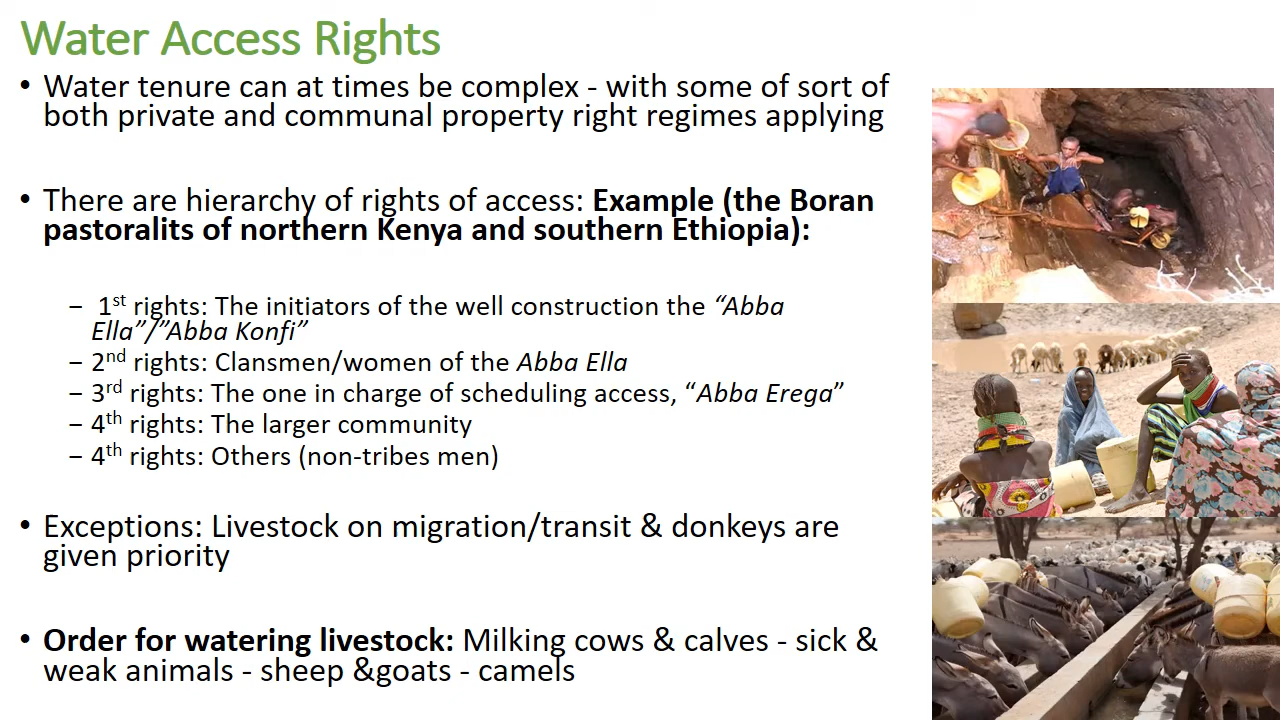 Water Access Rights
• Water tenure can at times be complex - with some of sort of
both private and communal property right regimes applying
• There are hierarchy of rights of access: Example (the Boran
pastoralits of northern Kenya and southern Ethiopia):
– 1st rights: The initiators of the well construction the “Abba
Ella”/”Abba Konfi”
– 2nd rights: Clansmen/women of the Abba Ella
– 3rd rights: The one in charge of scheduling access, “Abba Erega”
– 4th rights: The larger community
– 4th rights: Others (non-tribes men)
• Exceptions: Livestock on migration/transit & donkeys are
given priority
• Order for watering livestock: Milking cows & calves - sick &
weak animals - sheep &goats - camels